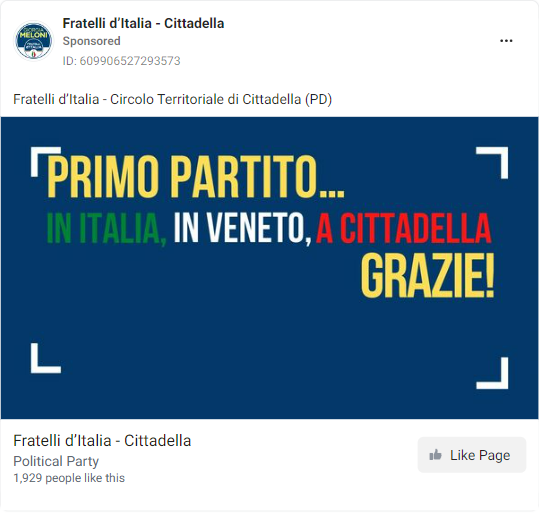 Fratelli d’Italia - Cittadella
Sponsored
ID: 609906527293573
Fratelli d’Italia - Circolo Territoriale di Cittadella (PD)
PRIMO PARTITO...
IN ITALIA, IN VENETO, A CITTADELLA
GRAZIE!
Fratelli d’Italia - Cittadella
Political Party
1,929 people like this
Like Page